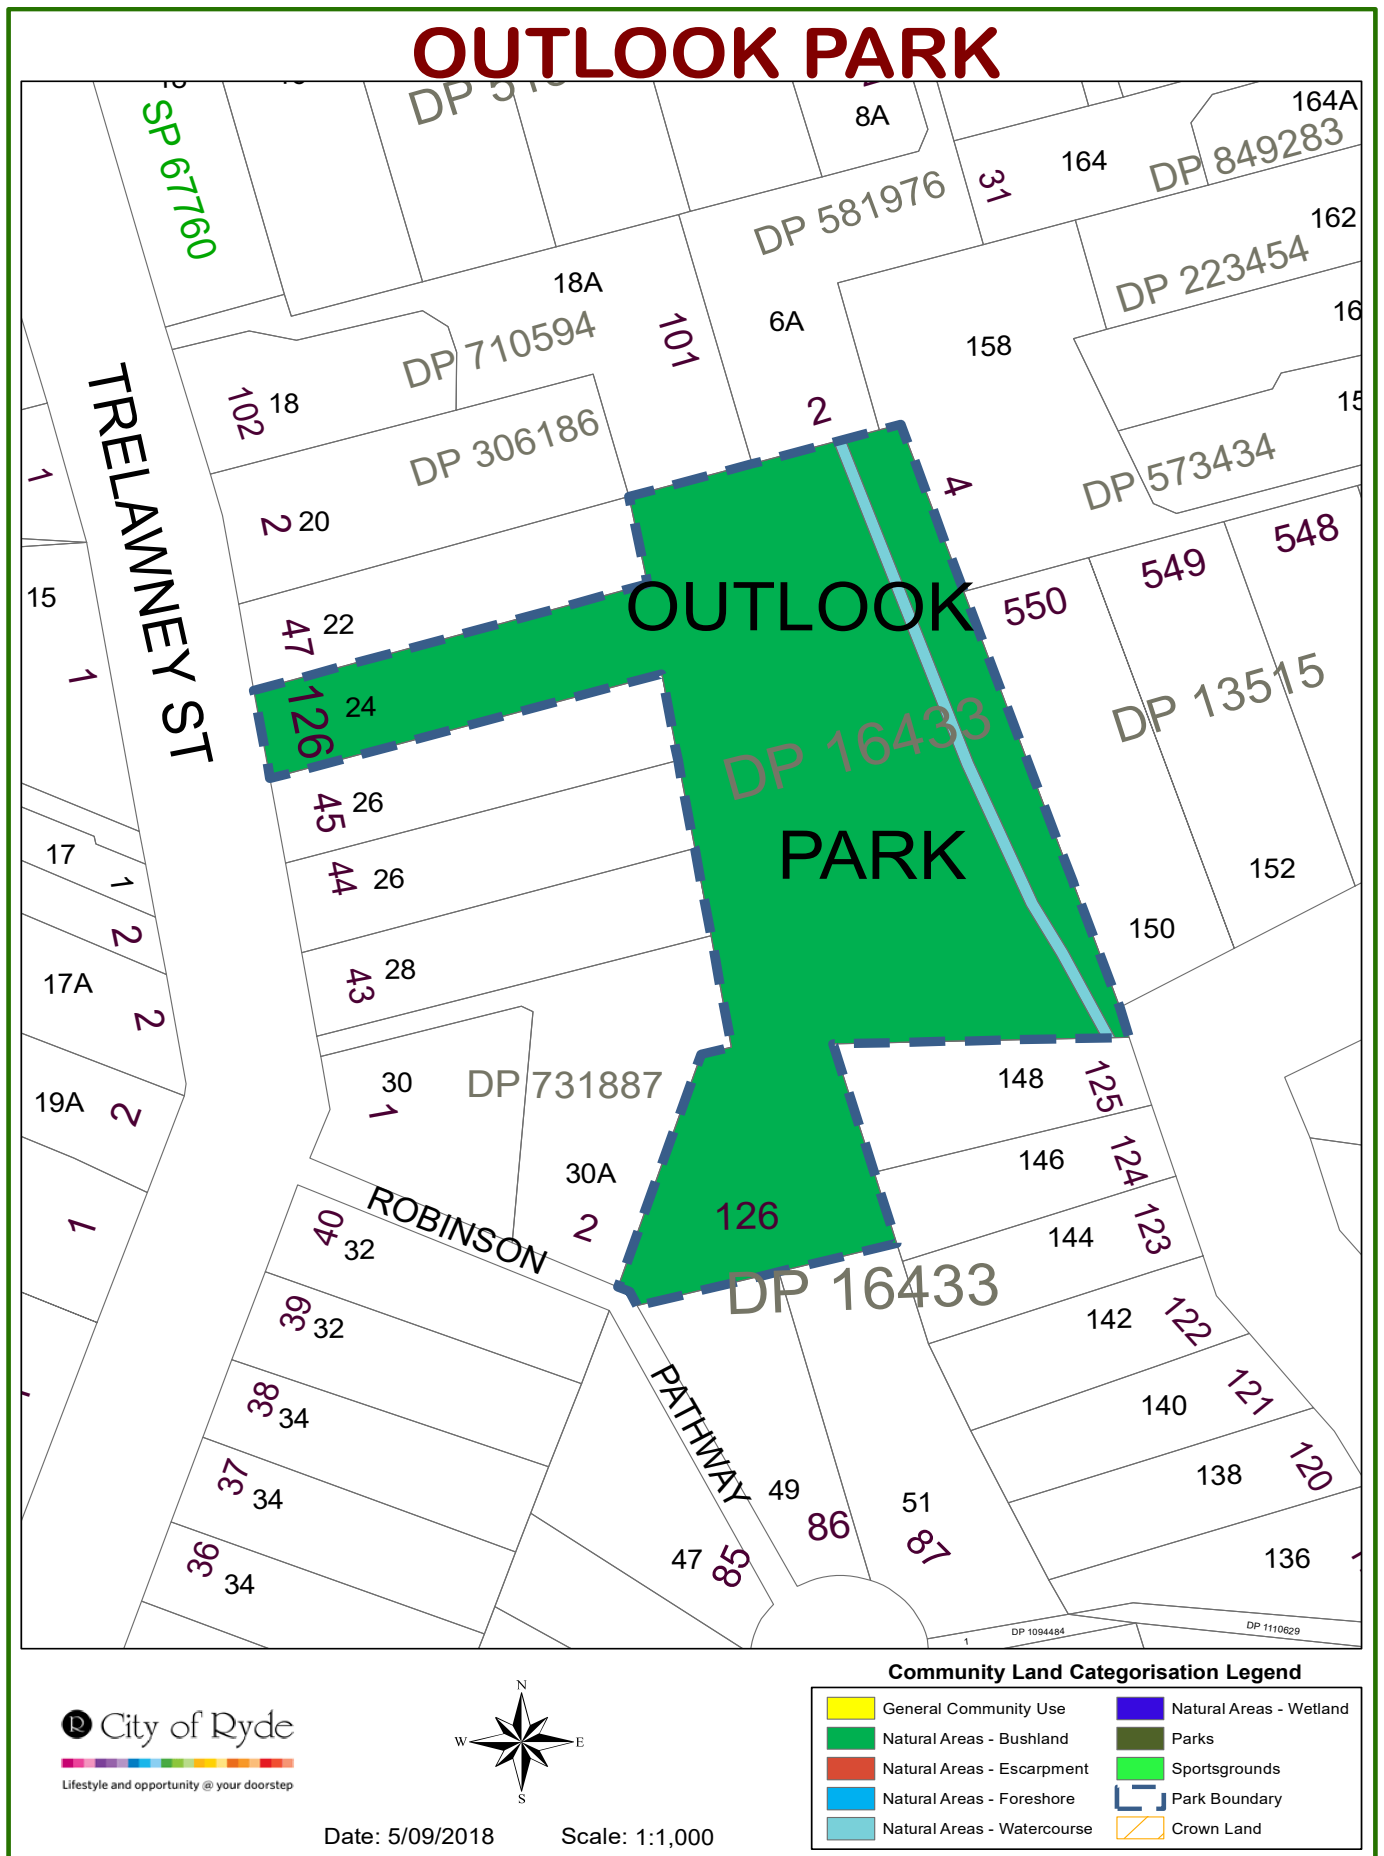 OUTLOOK PARK
SP 67760
8A
164A
164
DP 849283
31
DP 581976
162
DP 223454
18A
101
6A
158
DP 710594
102
18
2
DP 306186
4
DP 573434
1
2
20
548
549
550
TRELAWNEY ST
15
47
22
OUTLOOK
1
126
24
DP 16433
DP 13515
45
26
PARK
17
1
44
26
152
2
150
17A
43
28
2
30
DP 731887
148
125
19A
2
1
146
124
30A
126
1
ROBINSON
2
144
123
40
32
DP 16433
39
32
142
122
38
34
PATHWAY
140
121
37
34
49
86
51
87
138
120
36
34
47
85
136
1
DP 1094484
DP 1110629
Community Land Categorisation Legend
General Community Use
Natural Areas - Wetland
Natural Areas - Bushland
Parks
Natural Areas - Escarpment
Sportsgrounds
Natural Areas - Foreshore
Park Boundary
Natural Areas - Watercourse
Crown Land
R City of Ryde
Lifestyle and opportunity @ your doorstep
N
W
E
S
Date: 5/09/2018
Scale: 1:1,000